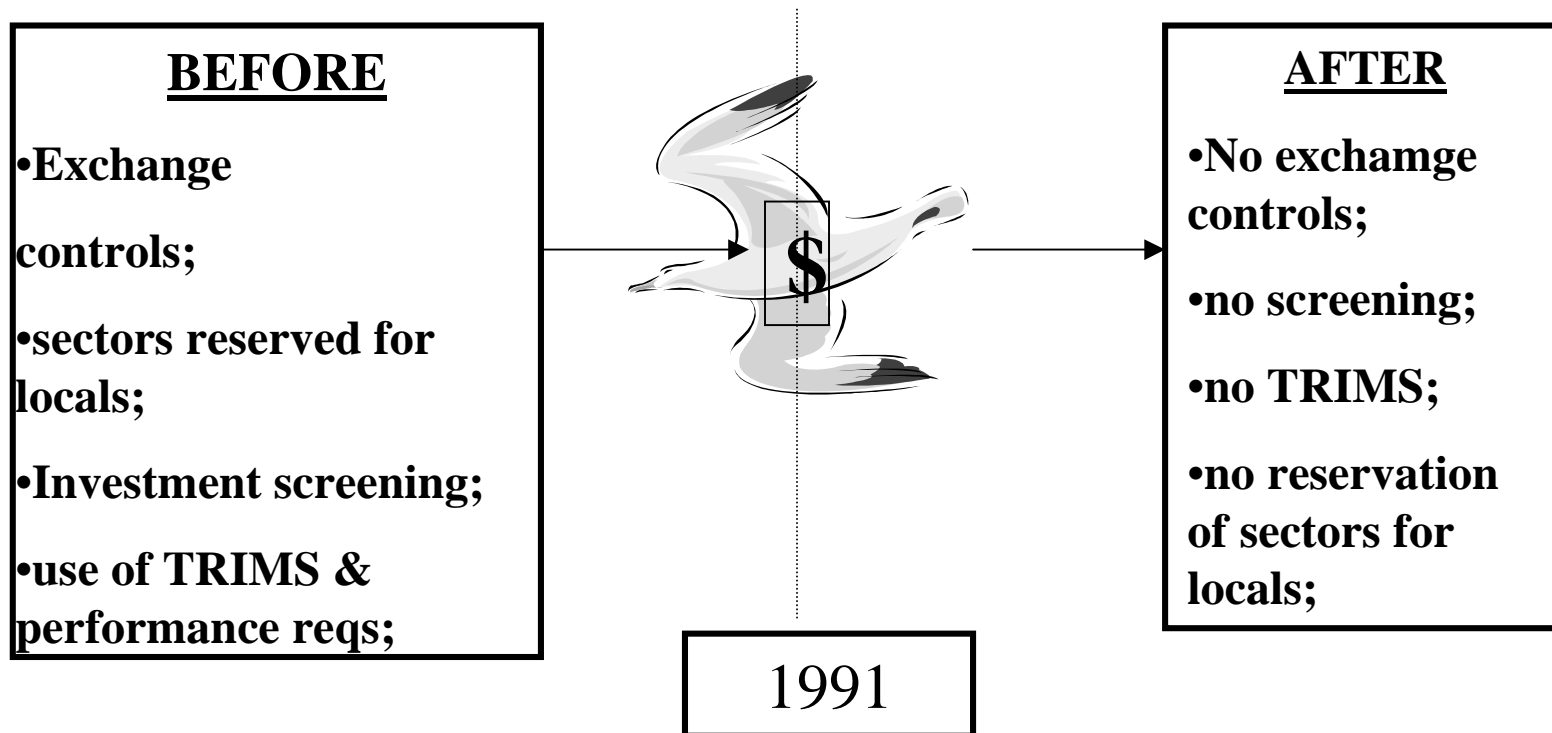 BEFORE
•Exchange
controls;
•sectors reserved for
locals;
•Investment screening;
•use of TRIMS &
performance reqs;
$
1991
AFTER
•No exchamge
controls;
•no screening;
•no TRIMS;
•no reservation
of sectors for
locals;